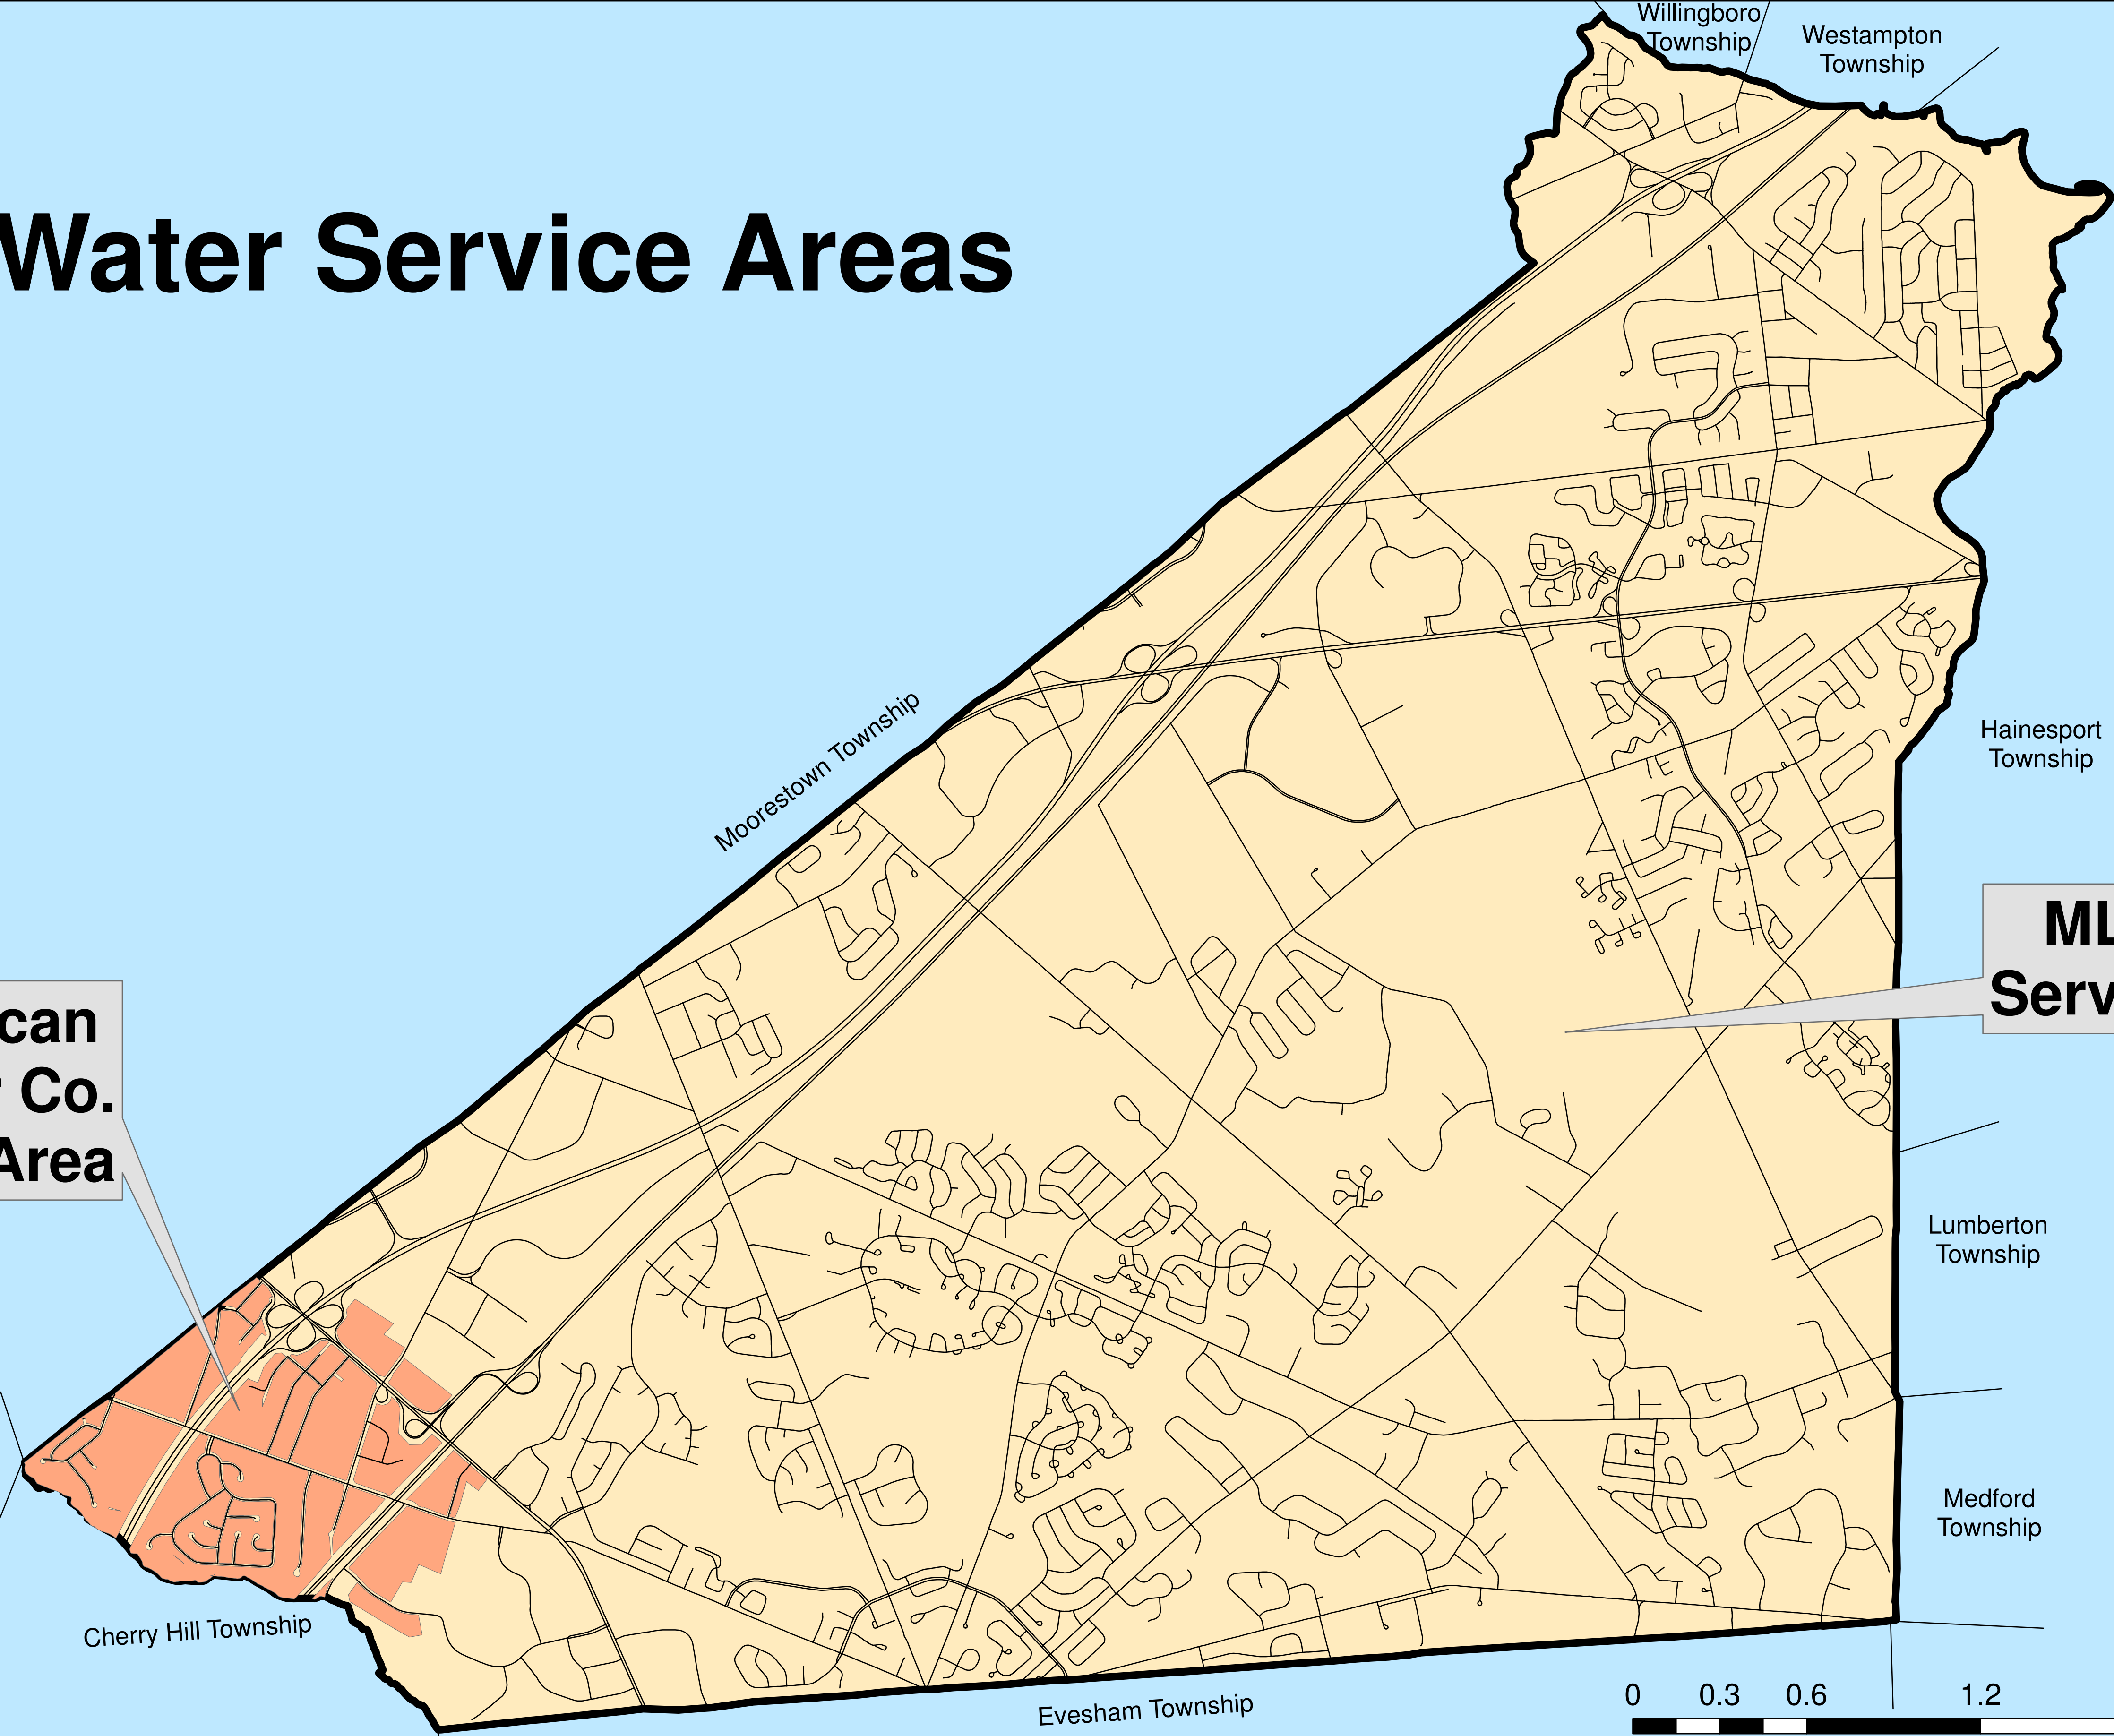 Willingboro
Township
Westampton
Township
Water Service Areas
Moorestown Township
Hainesport
Township
ML
Serv
can
Co.
Area
Lumberton
Township
Medford
Township
Cherry Hill Township
Evesham Township
0 0.3 0.6 1.2